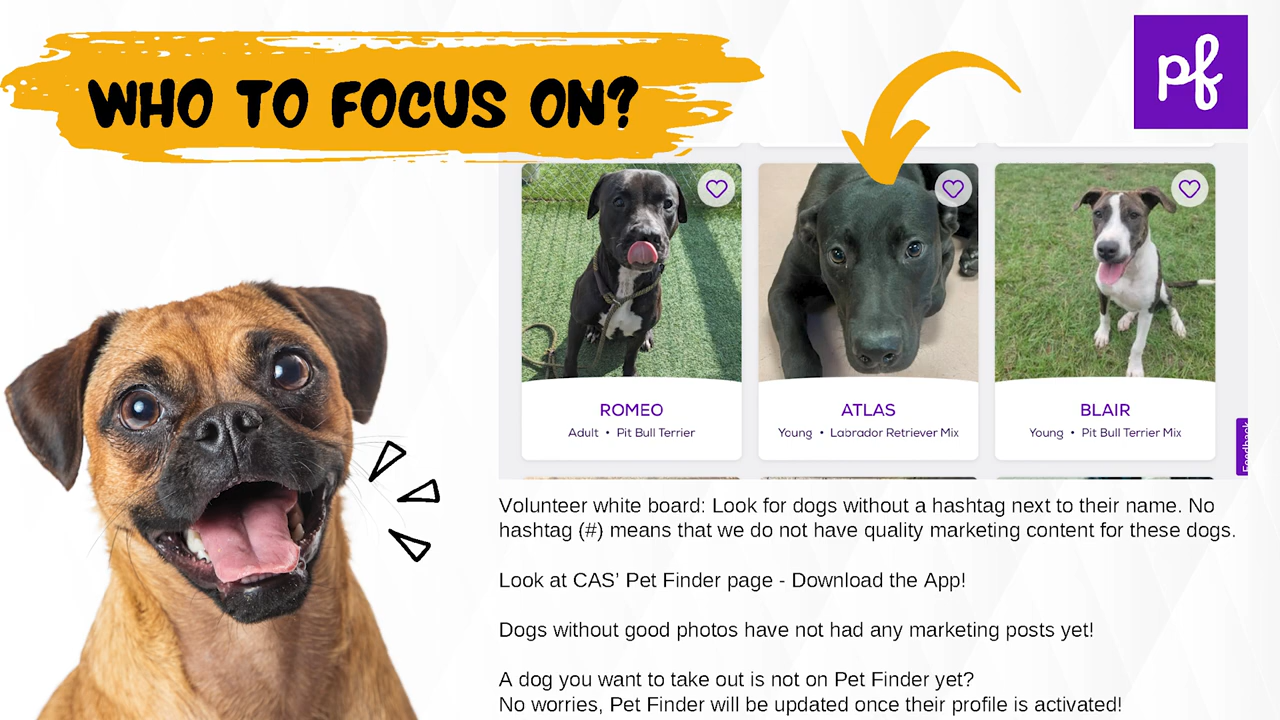 WHO TO FOCUS ON?
pf
ROMEO
Adult • Pit Bull Terrier
ATLAS
Young • Labrador Retriever Mix
BLAIR
Young • Pit Bull Terrier Mix
Feedback
Volunteer white board: Look for dogs without a hashtag next to their name. No
hashtag (#) means that we do not have quality marketing content for these dogs.
Look at CAS’ Pet Finder page - Download the App!
Dogs without good photos have not had any marketing posts yet!
A dog you want to take out is not on Pet Finder yet?
No worries, Pet Finder will be updated once their profile is activated!